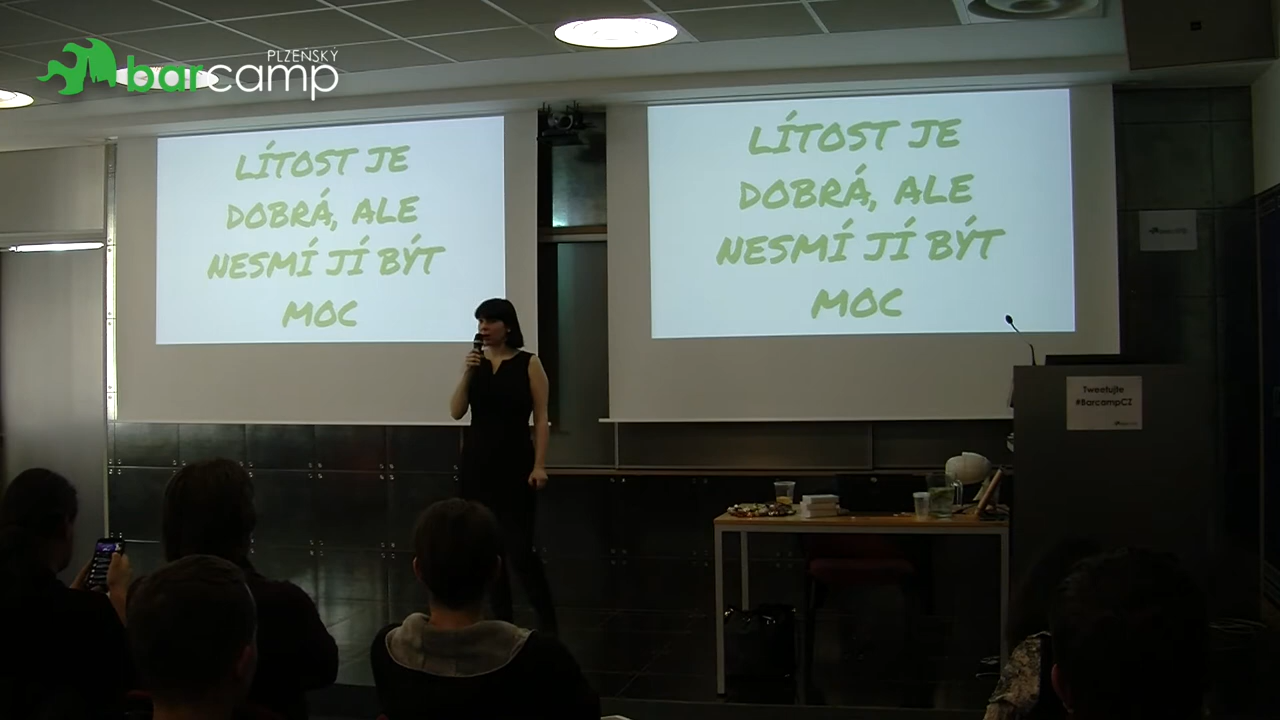 PLZEŇSKÝ
barcamp
LÍTOST JE
DOBRÁ, ALE
NESMÍ JÍ BÝT
MOC
LÍTOST JE
DOBRÁ, ALE
NESMÍ JÍ BÝT
MOC
Tweetujte
#BarcampCZ